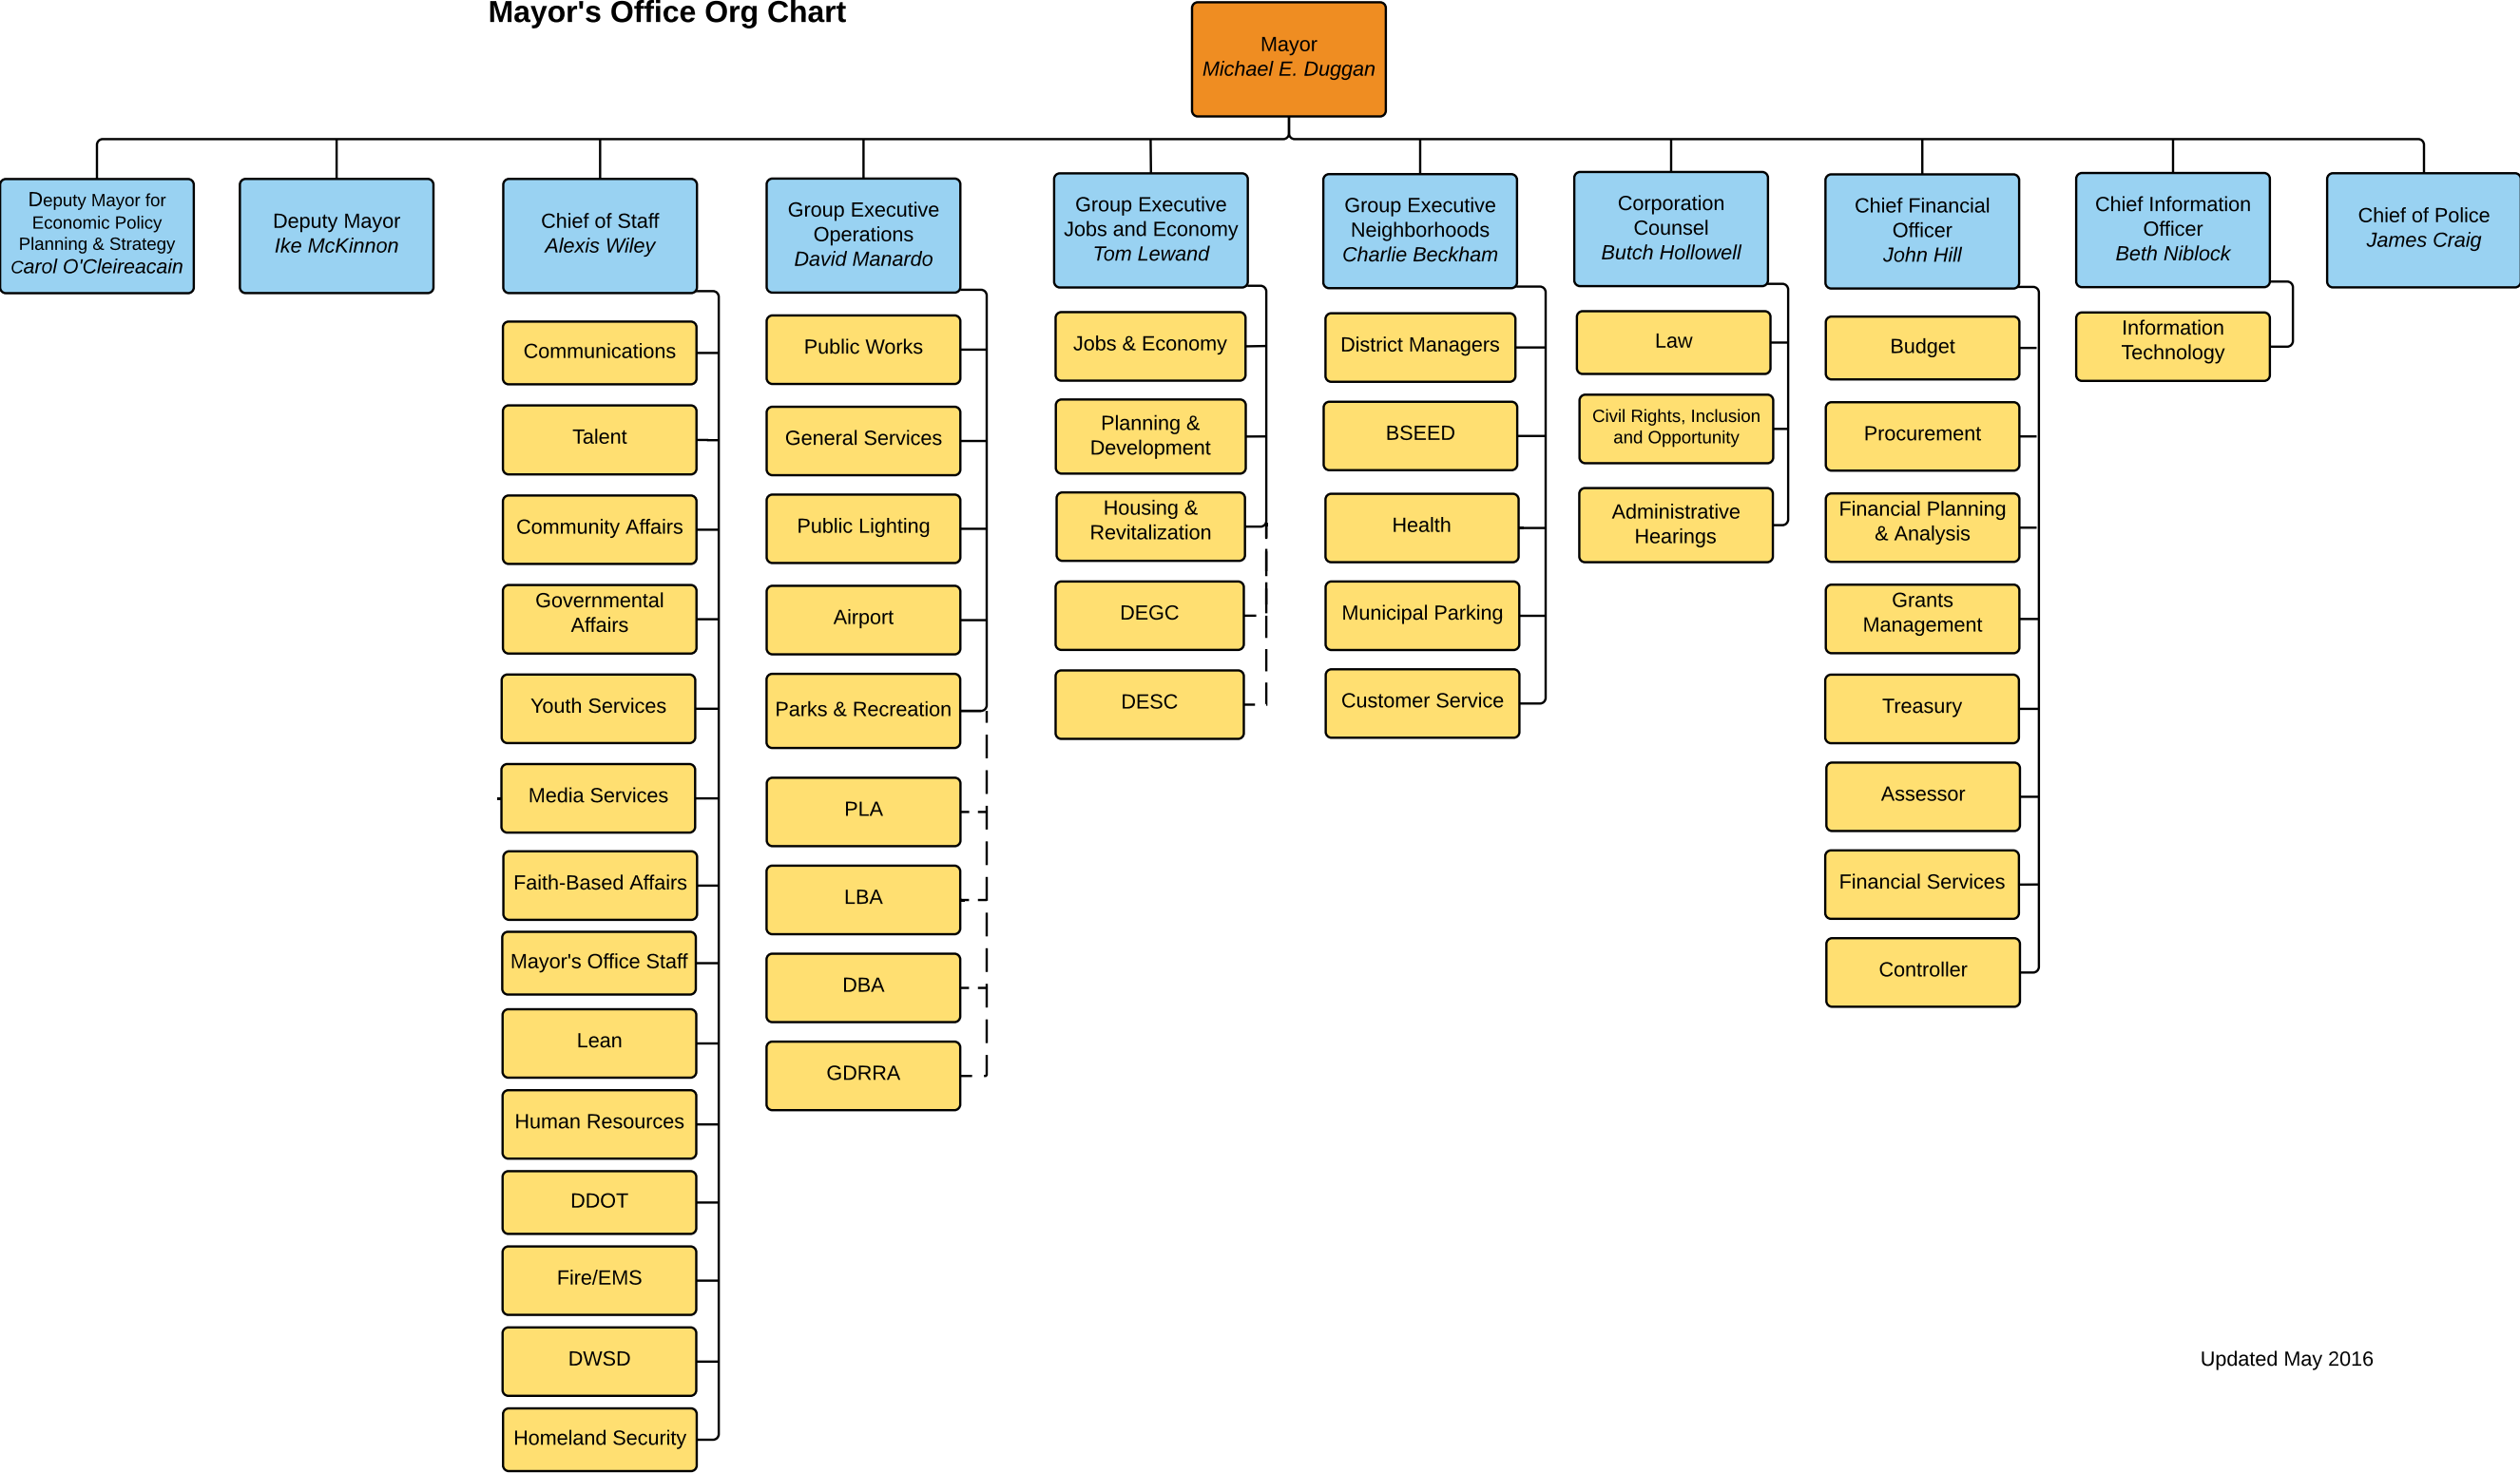 Mayor's Office Org Chart
Mayor
Michael E. Duggan
Deputy Mayor for
Economic Policy
Planning & Strategy
Carol O'Cleireacain
Deputy Mayor
Ike McKinnon
Chief of Staff
Alexis Wiley
Group Executive
Operations
David Manardo
Group Executive
Jobs and Economy
Tom Lewand
Group Executive
Neighborhoods
Charlie Beckham
Corporation
Counsel
Butch Hollowell
Chief Financial
Officer
John Hill
Chief Information
Officer
Beth Niblock
Chief of Police
James Craig
Communications
Talent
Community Affairs
Governmental
Affairs
Youth Services
Media Services
Faith-Based Affairs
Mayor's Office Staff
Lean
Human Resources
DDOT
Fire/EMS
DWSD
Homeland Security
Public Works
General Services
Public Lighting
Airport
Parks & Recreation
PLA
LBA
DBA
GDRRA
Jobs & Economy
Planning &
Development
Housing &
Revitalization
DEGC
DESC
District Managers
BSEED
Health
Municipal Parking
Customer Service
Law
Civil Rights, Inclusion
and Opportunity
Administrative
Hearings
Budget
Procurement
Financial Planning
& Analysis
Grants
Management
Treasury
Assessor
Financial Services
Controller
Information
Technology
Updated May 2016